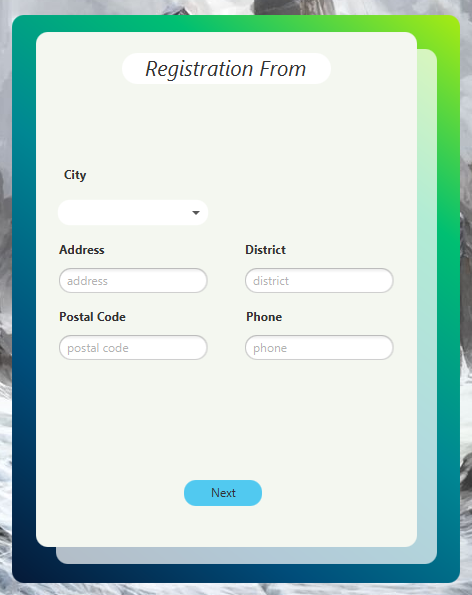 Registration From
City
Address District
address district
Postal Code Phone
postal code phone
Next